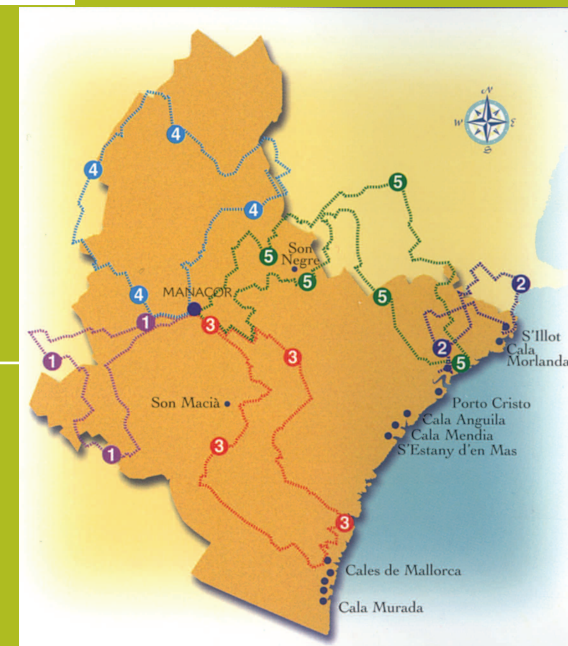 N
W E
S
4
4
4
5
5
Son
Negre
5
2
4
MANACOR
5
1
3
S'Illot
1
3
2
Cala
Morlanda
5
Son Macià
Porto Cristo
Cala Anguila
3
Cala Mendia
1
S'Estany d'en Mas
3
Cales de Mallorca
Cala Murada